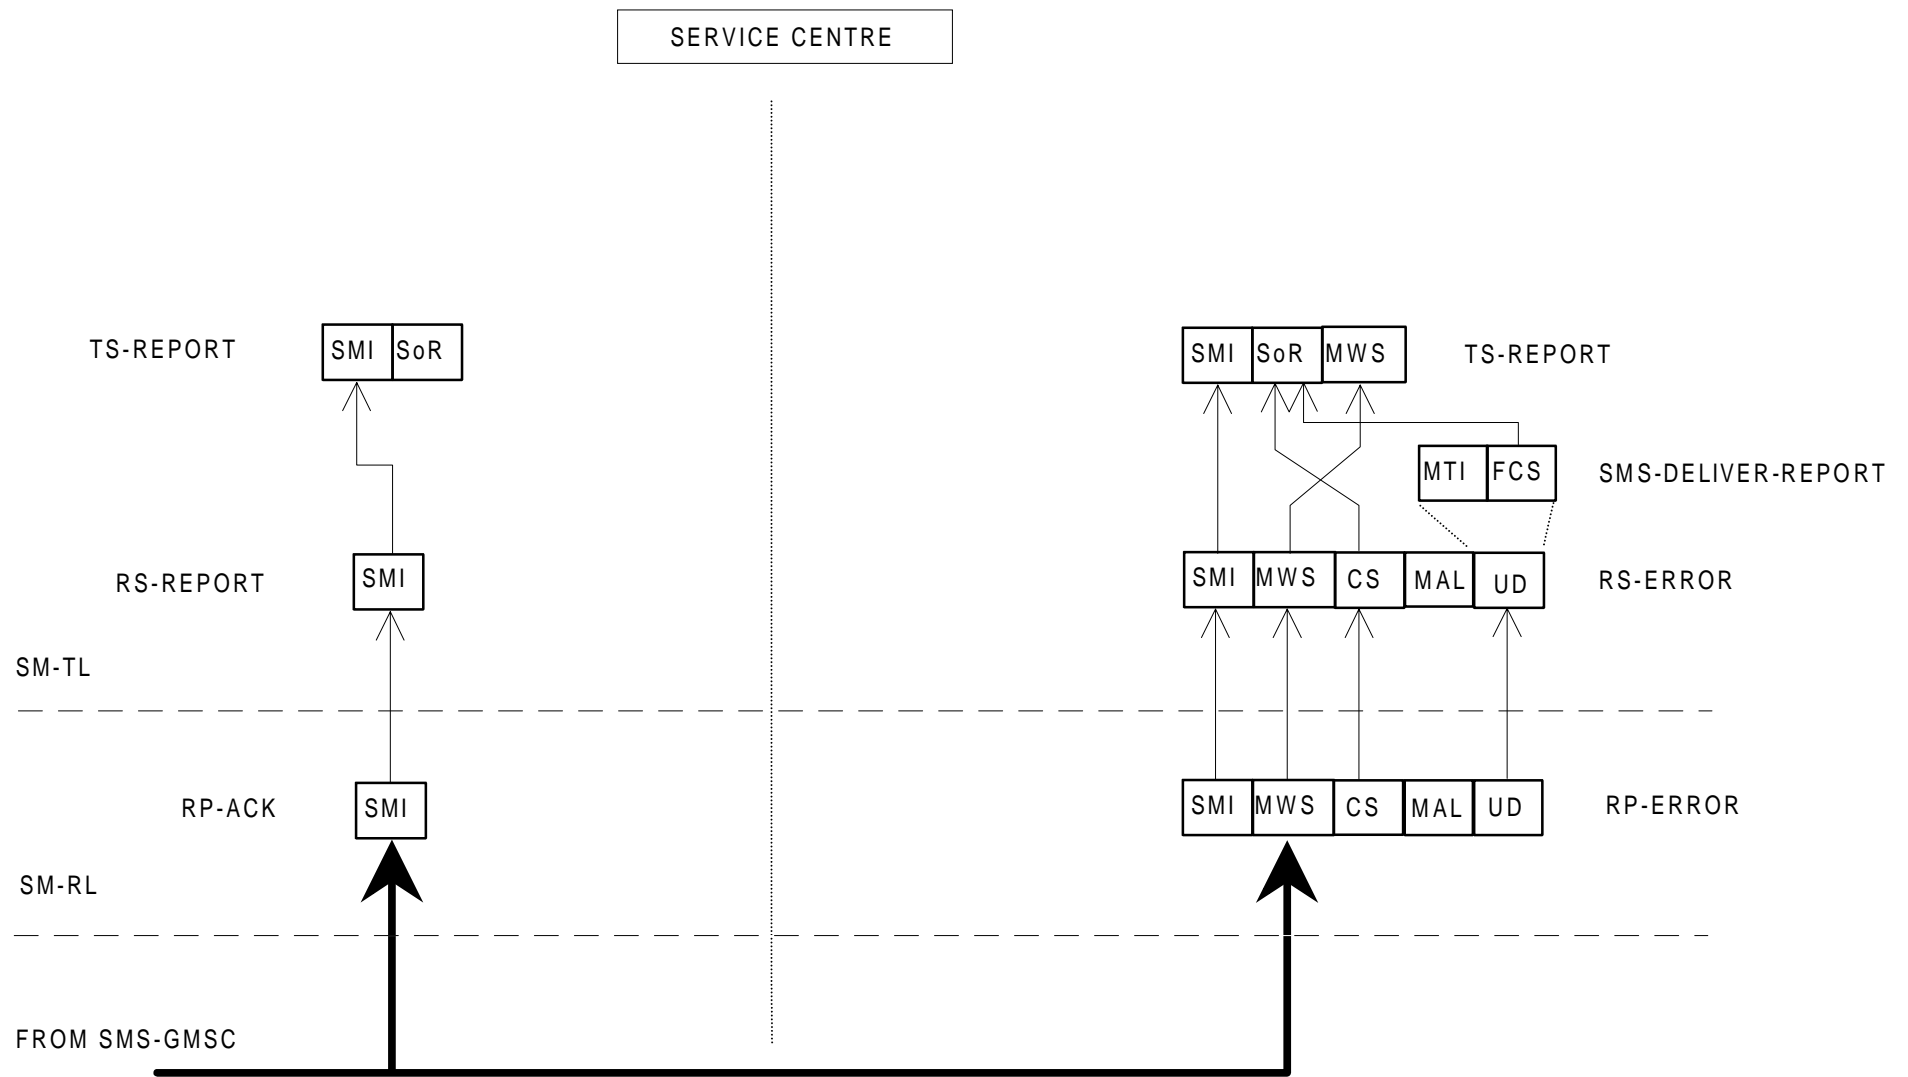 SERVICE CENTRE
TS-REPORT SMI SoR SMI SoR MWS TS-REPORT
MTI FCS SMS-DELIVER-REPORT
RS-REPORT SMI SMI MWS CS MAL UD RS-ERROR
SM-TL
RP-ACK SMI SMI MWS CS MAL UD RP-ERROR
SM-RL
FROM SMS-GMSC